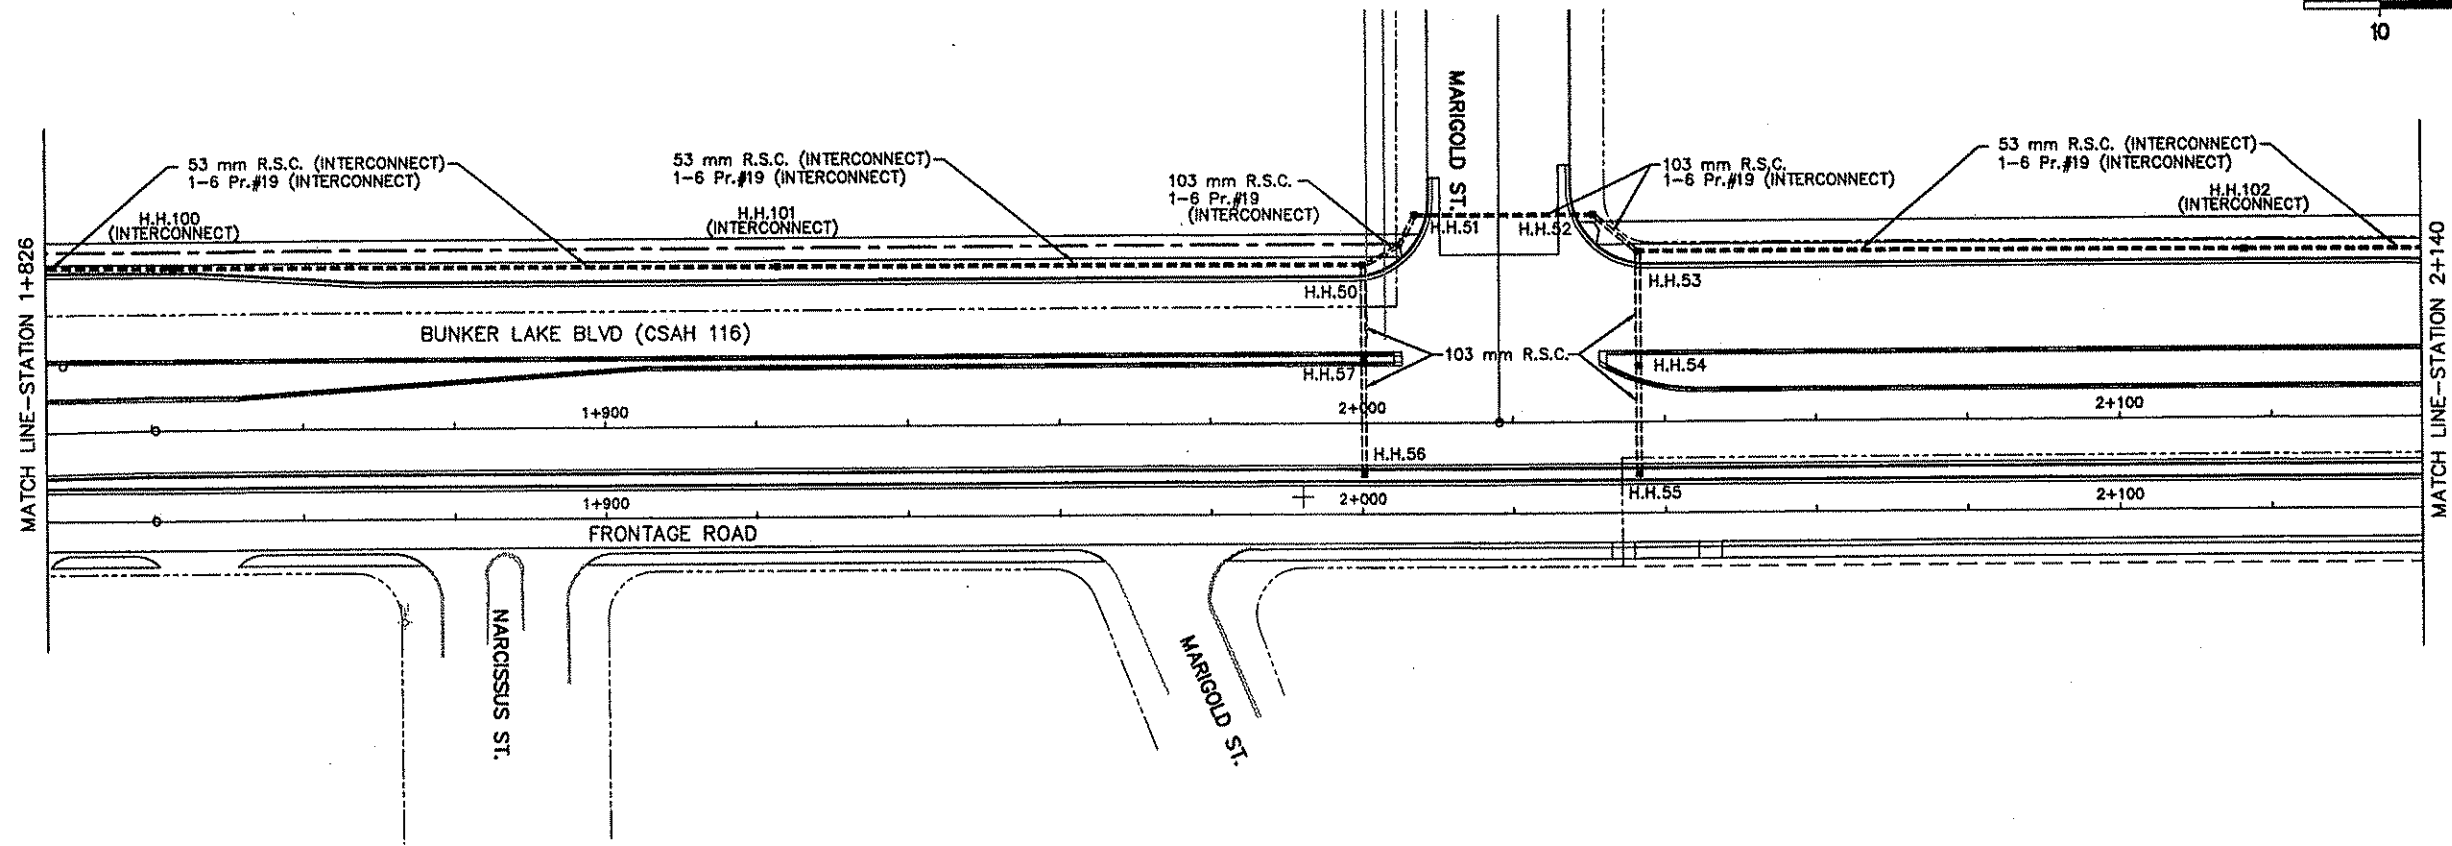 10
MARIGOLD ST.
53 mm R.S.C. (INTERCONNECT)
1-6 Pr.#19 (INTERCONNECT)
53 mm R.S.C. (INTERCONNECT)
1-6 Pr.#19 (INTERCONNECT)
103 mm R.S.C.
1-6 Pr.#19
(INTERCONNECT)
103 mm R.S.C.
1-6 Pr.#19 (INTERCONNECT)
53 mm R.S.C. (INTERCONNECT)
1-6 Pr.#19 (INTERCONNECT)
H.H.100
(INTERCONNECT)
H.H.101
(INTERCONNECT)
H.H.102
(INTERCONNECT)
H.H.51
H.H.52
H.H.50
H.H.53
MATCH LINE-STATION 1+826
MATCH LINE-STATION 2+140
BUNKER LAKE BLVD (CSAH 116)
103 mm R.S.C.
H.H.57
H.H.54
1+900
2+000
2+100
H.H.56
H.H.55
1+900
2+000
2+100
FRONTAGE ROAD
NARCISSUS ST.
MARIGOLD ST.